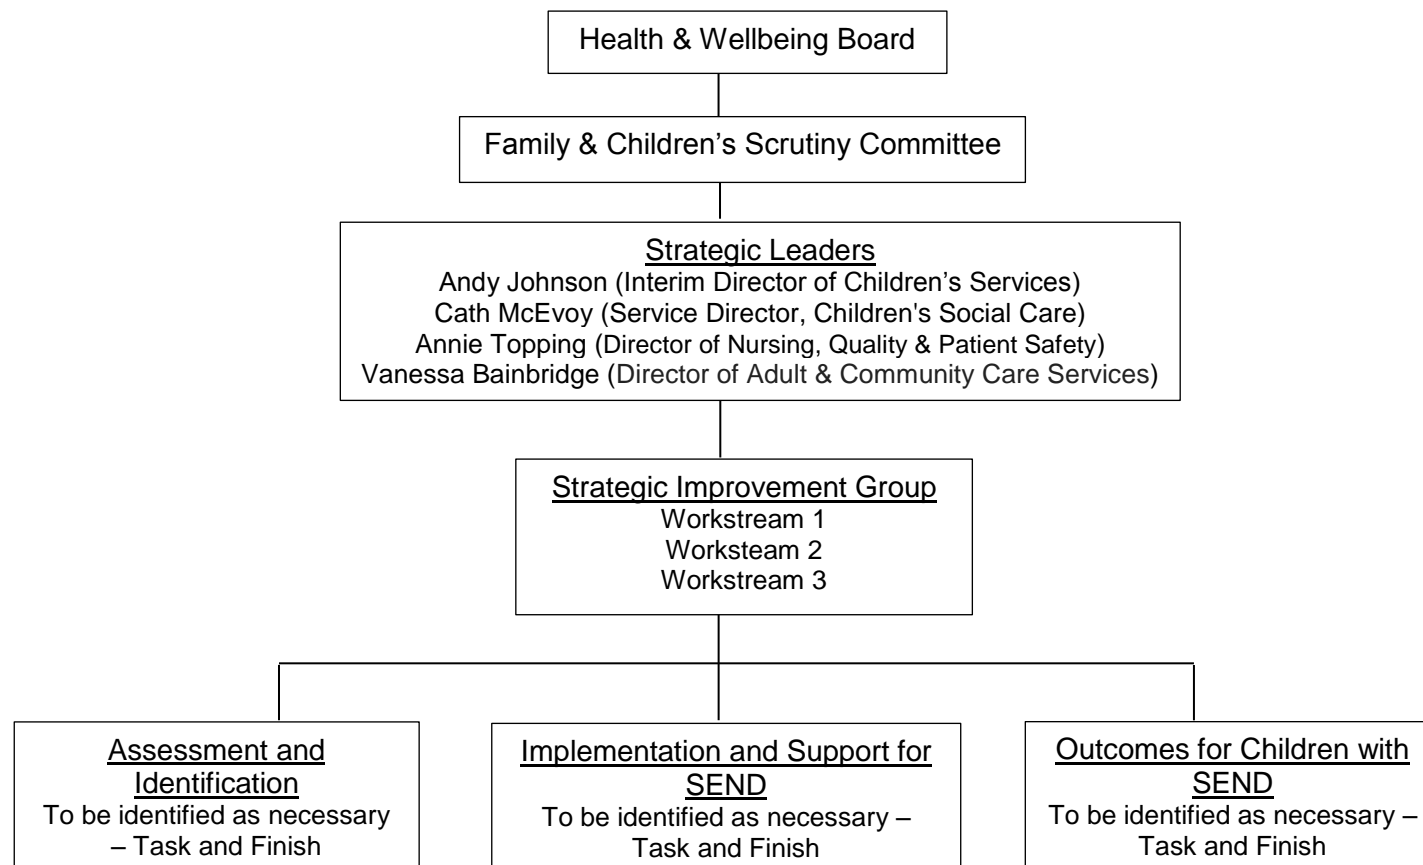 Health & Wellbeing Board
Family & Children’s Scrutiny Committee
Strategic Leaders
Andy Johnson (Interim Director of Children’s Services)
Cath McEvoy (Service Director, Children's Social Care)
Annie Topping (Director of Nursing, Quality & Patient Safety)
Vanessa Bainbridge (Director of Adult & Community Care Services)
Strategic Improvement Group
Workstream 1
Worksteam 2
Workstream 3
Assessment and
Identification
To be identified as necessary
– Task and Finish
Implementation and Support for
SEND
To be identified as necessary –
Task and Finish
Outcomes for Children with
SEND
To be identified as necessary –
Task and Finish